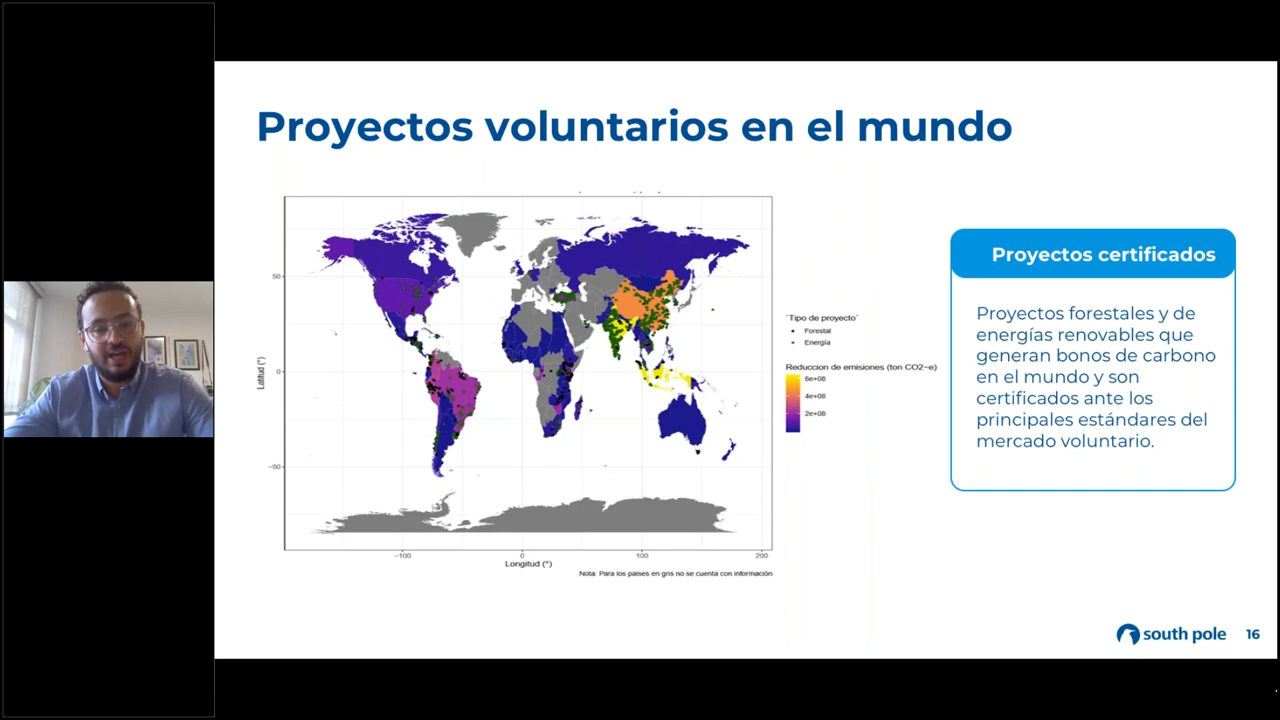 Proyectos voluntarios en el mundo
50
0
−50
Latitud (°)
−100
0
100
200
Longitud (°)
Nota: Para los países en gris no se cuenta con información
`Tipo de proyecto`
Forestal
Energía
Reduccion de emisiones (ton CO2−e)
6e+08
4e+08
2e+08
Proyectos certificados
Proyectos forestales y de
energías renovables que
generan bonos de carbono
en el mundo y son
certificados ante los
principales estándares del
mercado voluntario.
south pole
16